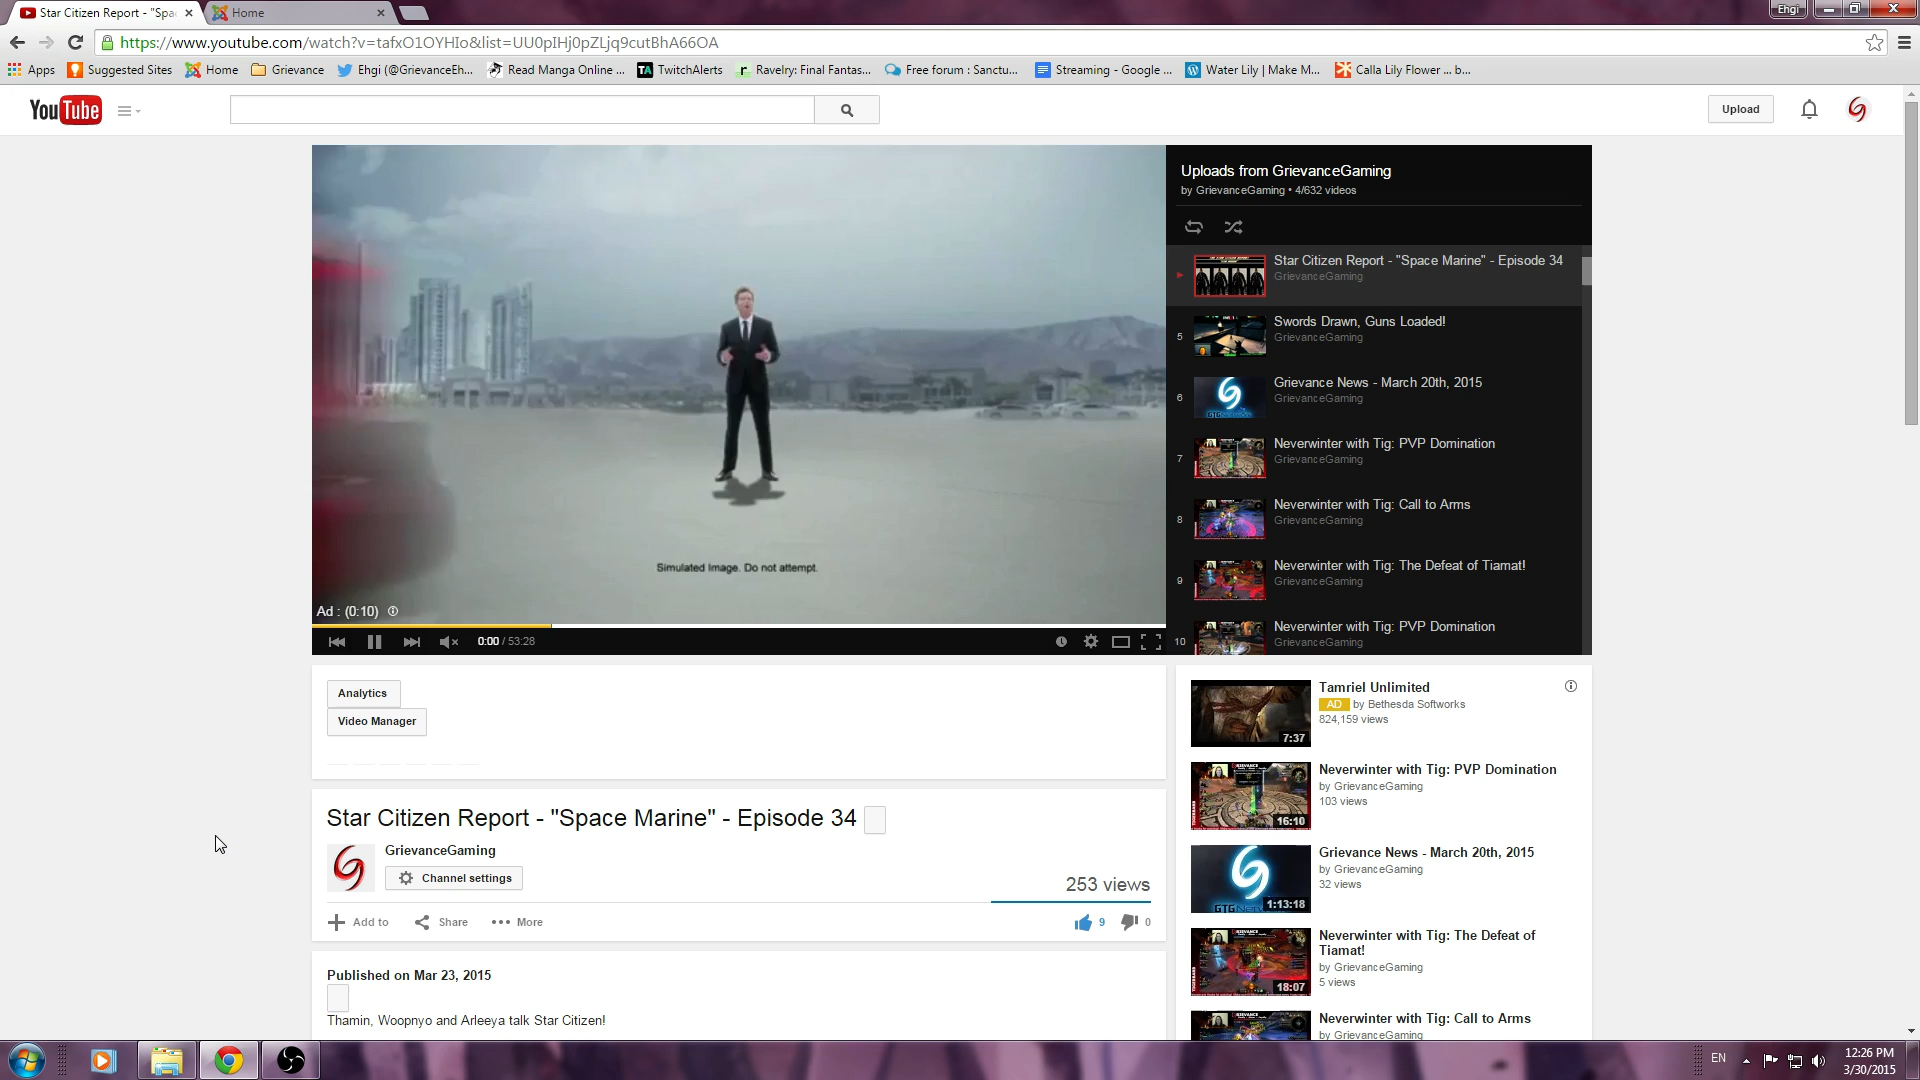 Star Citizen Report - "Spa
Home
Ehgi
https://www.youtube.com/watch?v=tafxO1OYHIo&list=UU0pIHj0pZLjq9cutBhA66OA
Apps
Suggested Sites
Home
Grievance
Ehgi (@GrievanceEh...
Read Manga Online ...
TwitchAlerts
Ravelry: Final Fantas...
Free forum : Sanctu...
Streaming - Google ...
Water Lily | Make M...
Calla Lily Flower ... b...
YouTube
Upload
Simulated Image. Do not attempt.
Ad : (0:10)
0:00 / 53:28
Uploads from GrievanceGaming
by GrievanceGaming • 4/632 videos
Star Citizen Report - "Space Marine" - Episode 34
GrievanceGaming
5
Swords Drawn, Guns Loaded!
GrievanceGaming
6
Grievance News - March 20th, 2015
GrievanceGaming
7
Neverwinter with Tig: PVP Domination
GrievanceGaming
8
Neverwinter with Tig: Call to Arms
GrievanceGaming
9
Neverwinter with Tig: The Defeat of Tiamat!
GrievanceGaming
10
Neverwinter with Tig: PVP Domination
GrievanceGaming
Analytics
Video Manager
Star Citizen Report - "Space Marine" - Episode 34
GrievanceGaming
Channel settings
253 views
Add to
Share
More
9
0
Published on Mar 23, 2015
Thamin, Woopnyo and Arleeya talk Star Citizen!
Tamriel Unlimited
AD by Bethesda Softworks
824,159 views
7:37
Neverwinter with Tig: PVP Domination
by GrievanceGaming
103 views
16:10
Grievance News - March 20th, 2015
by GrievanceGaming
32 views
1:13:18
Neverwinter with Tig: The Defeat of
Tiamat!
by GrievanceGaming
5 views
18:07
Neverwinter with Tig: Call to Arms
by GrievanceGaming
EN
12:26 PM
3/30/2015